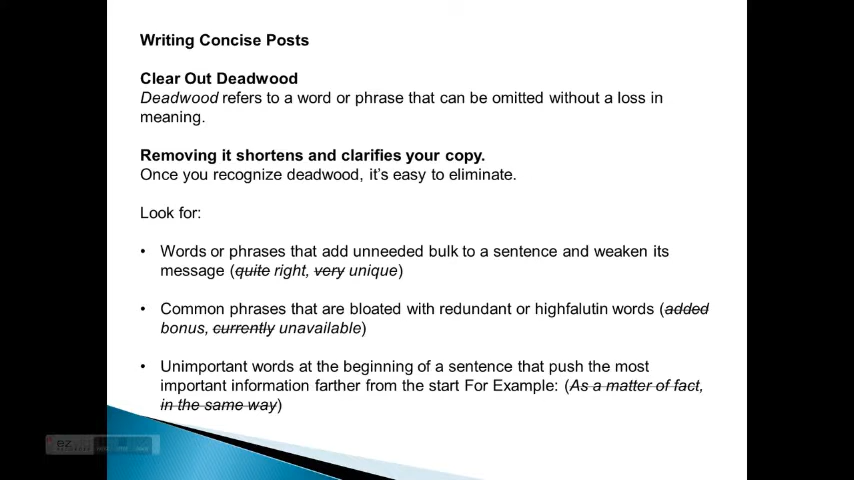 Writing Concise Posts
Clear Out Deadwood
Deadwood refers to a word or phrase that can be omitted without a loss in
meaning.
Removing it shortens and clarifies your copy.
Once you recognize deadwood, it's easy to eliminate.
Look for:
• Words or phrases that add unneeded bulk to a sentence and weaken its
message (quite right, very unique)
• Common phrases that are bloated with redundant or highfalutin words (added
bonus, currently unavailable)
• Unimportant words at the beginning of a sentence that push the most
important information farther from the start For Example: (As a matter of fact,
in the same way)
ez